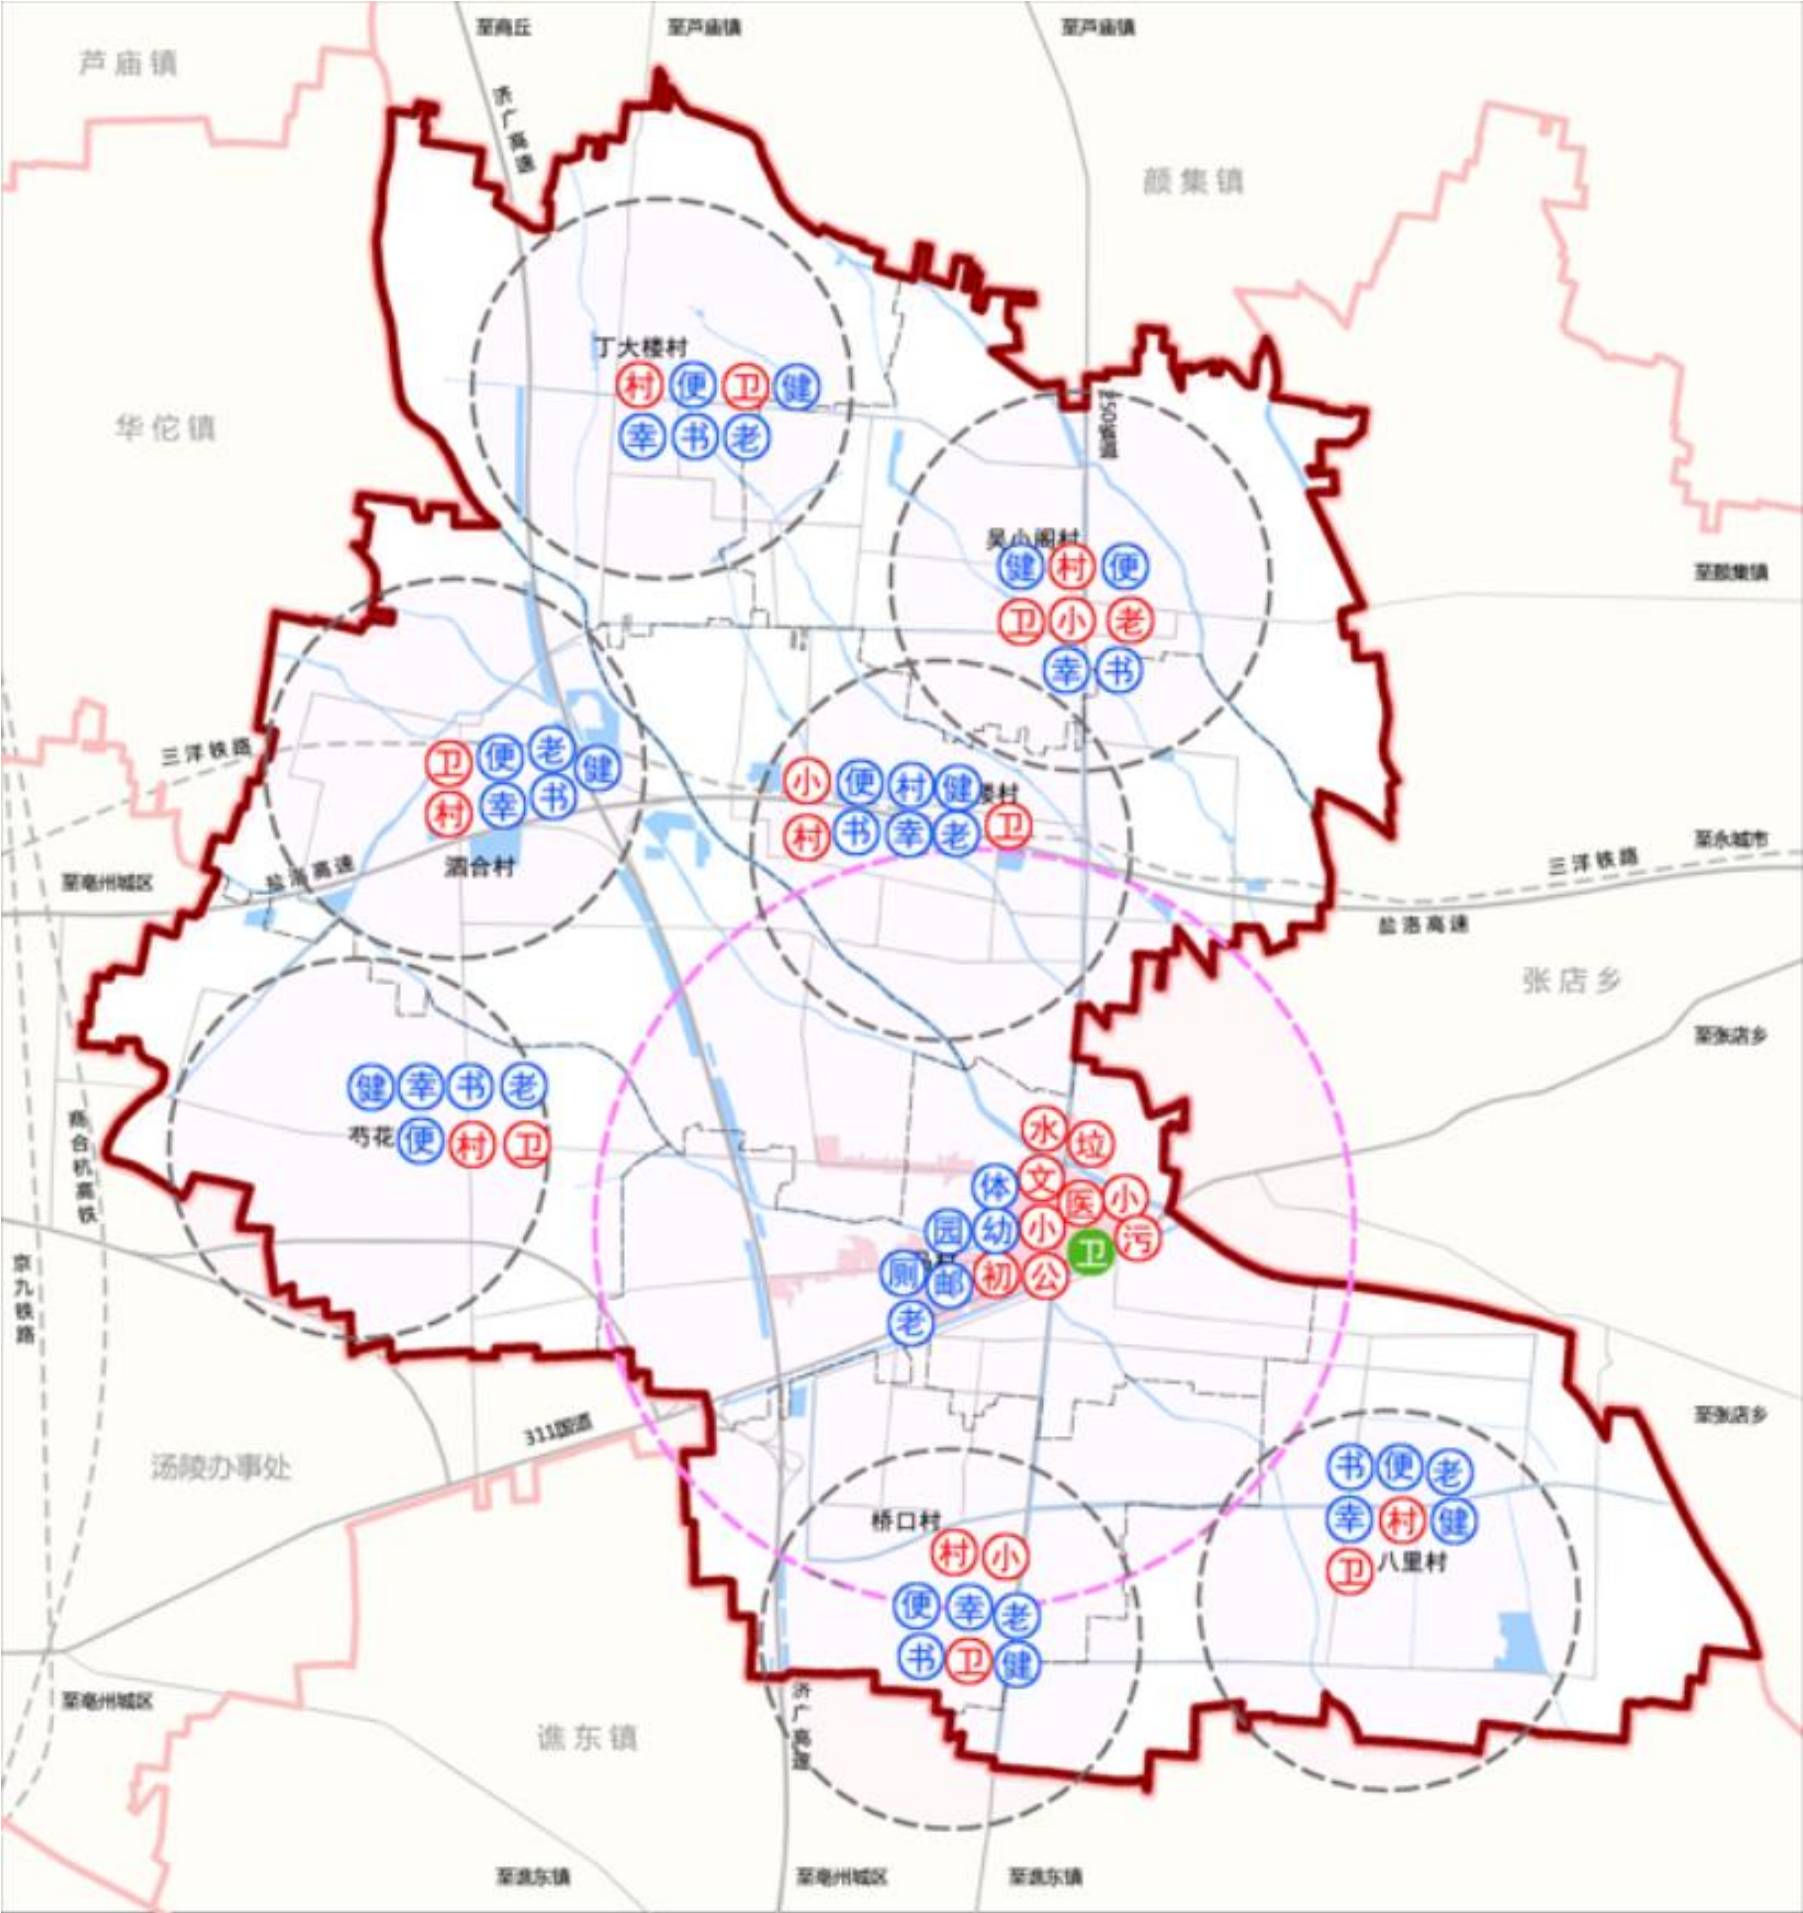 至商丘
至芦庙镇
至芦庙镇
芦庙镇
济广高速
颜集镇
丁大楼村
村 便 卫 健
幸 书 老
华佗镇
吴小阁村
健 村 便
卫 小 老
幸 书
至颜集镇
三洋铁路
卫 便 老 健
村 幸 书
涸合村
小 便 村 健
楼村
村 书 幸 老 卫
至亳州城区
盐洛高速
至永城市
三洋铁路
盐洛高速
张店乡
至张店乡
健 幸 书 老
芍花
便 村 卫
商合杭高铁
京九铁路
水 垃
体 文 医 小
园 幼 小 污
卫
厕 邮 初 公
老
311国道
汤陵办事处
至张店乡
书 便 老
幸 村 健
卫
八里村
桥口村
村 小
便 幸 老
书 卫 健
至亳州城区
谯东镇
济广高速
至谯东镇
至亳州城区
至谯东镇